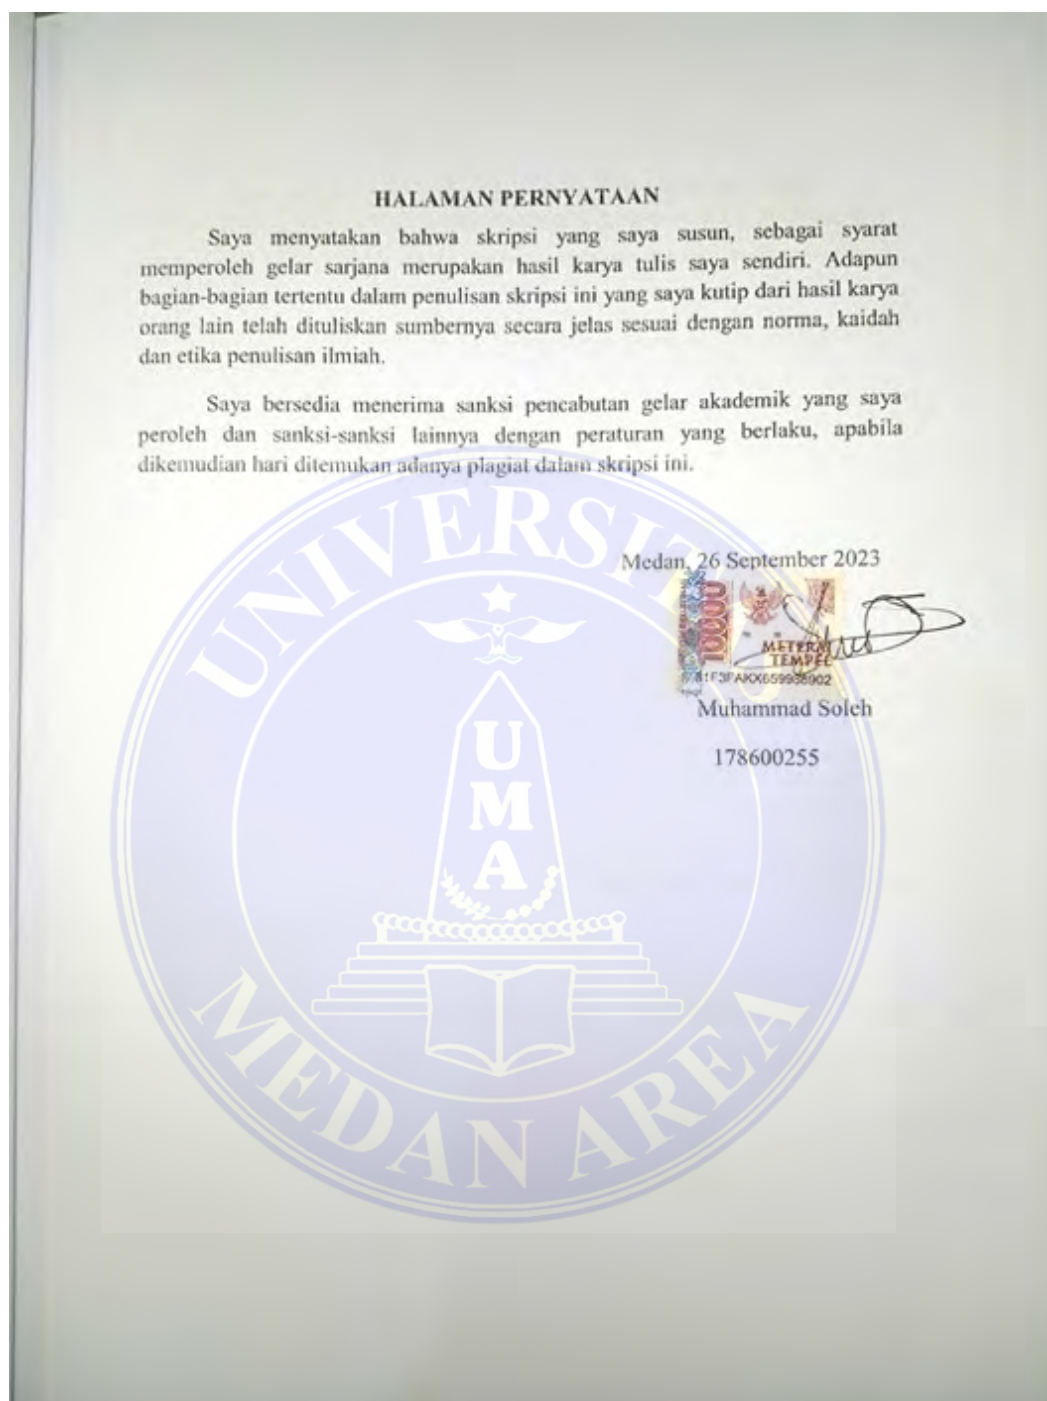 HALAMAN PERNYATAAN
Saya menyatakan bahwa skripsi yang saya susun, sebagai syarat
memperoleh gelar sarjana merupakan hasil karya tulis saya sendiri. Adapun
bagian-bagian tertentu dalam penulisan skripsi ini yang saya kutip dari hasil karya
orang lain telah dituliskan sumbernya secara jelas sesuai dengan norma, kaidah
dan etika penulisan ilmiah.
Saya bersedia menerima sanksi pencabutan gelar akademik yang saya
peroleh dan sanksi-sanksi lainnya dengan peraturan yang berlaku, apabila
dikemudian hari ditemukan adanya plagiat dalam skripsi ini.
Medan, 26 September 2023
10000
METERAI
TEMPEL
Muhammad Soleh
178600255
UNIVERSITAS
UMA
MEDAN AREA